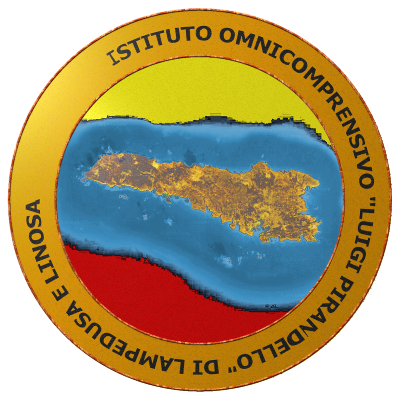 ISTITUTO OMNICOMPRENSIVO "LUIGI PIRANDELLO" DI LAMPEDUSA E LINOSA